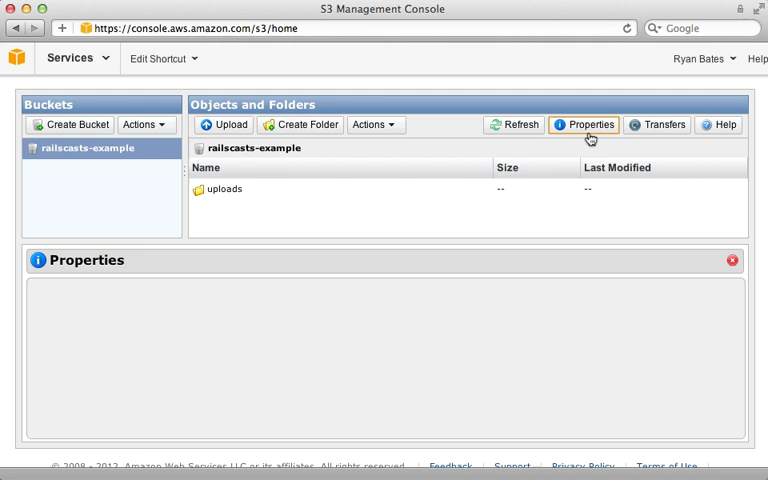 S3 Management Console
https://console.aws.amazon.com/s3/home
Google
Services Edit Shortcut Ryan Bates Help
Buckets Objects and Folders
Create Bucket Actions Upload Create Folder Actions Refresh Properties Transfers Help
railscasts-example railscasts-example
Name Size Last Modified
uploads -- --
Properties
© 2008 - 2012, Amazon Web Services LLC or its affiliates. All rights reserved. Feedback Support Privacy Policy Terms of Use